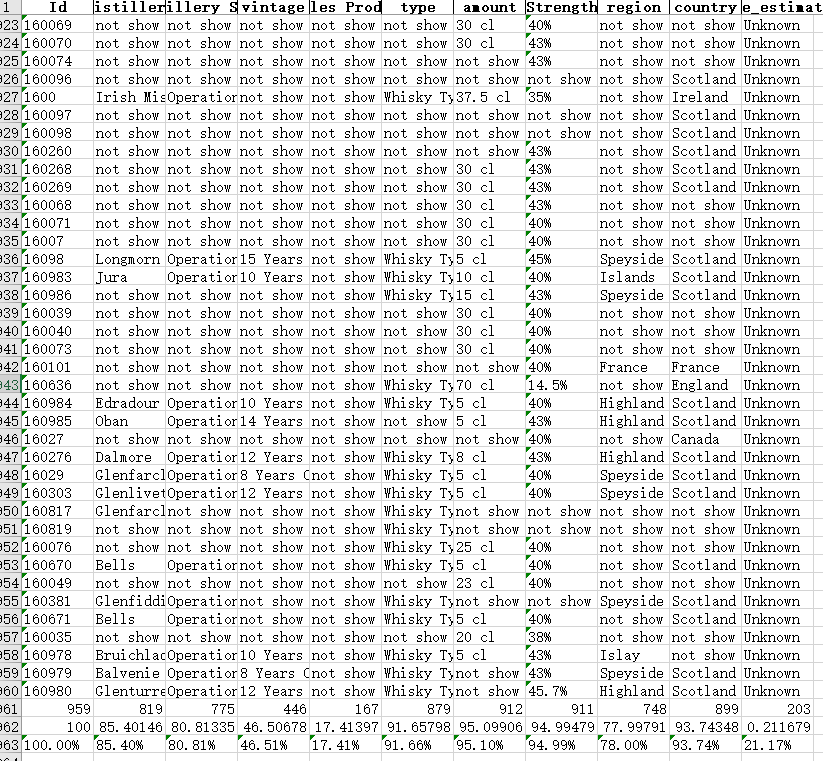 1 Id istiller illery S vintage les Prod type amount Strength region country e_estimat
923 160069 not show not show not show not show not show 30 cl 40% not show not show Unknown
924 160070 not show not show not show not show not show 30 cl 43% not show not show Unknown
925 160074 not show not show not show not show not show not show 43% not show not show Unknown
926 160096 not show not show not show not show not show not show not show not show Scotland Unknown
927 1600 Irish Mis Operation not show not show Whisky Ty 37.5 cl 35% not show Ireland Unknown
928 160097 not show not show not show not show not show not show not show not show Scotland Unknown
929 160098 not show not show not show not show not show not show not show not show Scotland Unknown
930 160260 not show not show not show not show not show not show 43% not show Scotland Unknown
931 160268 not show not show not show not show not show 30 cl 43% not show Scotland Unknown
932 160269 not show not show not show not show not show 30 cl 43% not show Scotland Unknown
933 160068 not show not show not show not show not show 30 cl 43% not show not show Unknown
934 160071 not show not show not show not show not show 30 cl 40% not show not show Unknown
935 16007 not show not show not show not show not show 30 cl 40% not show not show Unknown
936 16098 Longmorn Operation 15 Years not show Whisky Ty 5 cl 45% Speyside Scotland Unknown
937 160983 Jura Operation 10 Years not show Whisky Ty 10 cl 40% Islands Scotland Unknown
938 160986 not show not show not show not show Whisky Ty 15 cl 43% Speyside Scotland Unknown
939 160039 not show not show not show not show not show 30 cl 40% not show not show Unknown
940 160040 not show not show not show not show not show 30 cl 40% not show not show Unknown
941 160073 not show not show not show not show not show 30 cl 40% not show not show Unknown
942 160101 not show not show not show not show not show not show 40% France France Unknown
943 160636 not show not show not show not show Whisky Ty 70 cl 14.5% not show England Unknown
944 160984 Edradour Operation 10 Years not show Whisky Ty 5 cl 40% Highland Scotland Unknown
945 160985 Oban Operation 14 Years not show not show 5 cl 43% Highland Scotland Unknown
946 16027 not show not show not show not show not show not show 40% not show Canada Unknown
947 160276 Dalmore Operation 12 Years not show Whisky Ty 8 cl 43% Highland Scotland Unknown
948 16029 Glenfarcl Operation 8 Years O not show Whisky Ty 5 cl 40% Speyside Scotland Unknown
949 160303 Glenlivet Operation 12 Years not show Whisky Ty 5 cl 40% Speyside Scotland Unknown
950 160817 Glenfarcl not show not show not show Whisky Ty not show not show not show not show Unknown
951 160819 not show not show not show not show Whisky Ty not show not show not show not show Unknown
952 160076 not show not show not show not show Whisky Ty 25 cl 40% not show not show Unknown
953 160670 Bells Operation not show not show Whisky Ty 5 cl 40% not show Scotland Unknown
954 160049 not show not show not show not show not show 23 cl 40% not show not show Unknown
955 160381 Glenfiddi Operation not show not show Whisky Ty not show not show Speyside Scotland Unknown
956 160671 Bells Operation not show not show Whisky Ty 5 cl 40% not show Scotland Unknown
957 160035 not show not show not show not show not show 20 cl 38% not show not show Unknown
958 160978 Bruichlad Operation 10 Years not show Whisky Ty 5 cl 43% Islay not show Unknown
959 160979 Balvenie Operation 8 Years O not show Whisky Ty not show 43% Speyside Scotland Unknown
960 160980 Glenturre Operation 12 Years not show Whisky Ty not show 45.7% Highland Scotland Unknown
961 959 819 775 446 167 879 912 911 748 899 203
962 100 85.40146 80.81335 46.50678 17.41397 91.65798 95.09906 94.99479 77.99791 93.74348 0.211679
963 100.00% 85.40% 80.81% 46.51% 17.41% 91.66% 95.10% 94.99% 78.00% 93.74% 21.17%